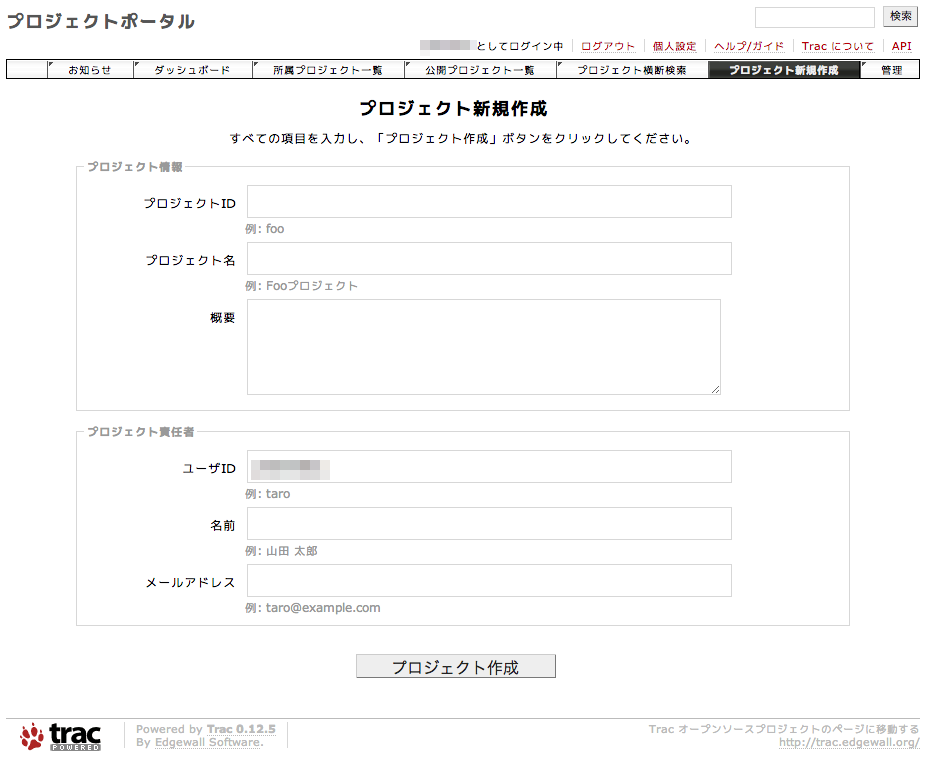 プロジェクトポータル
検索
としてログイン中 ログアウト 個人設定 ヘルプ/ガイド Trac について API
お知らせ ダッシュボード 所属プロジェクト一覧 公開プロジェクト一覧 プロジェクト横断検索 プロジェクト新規作成 管理
プロジェクト新規作成
すべての項目を入力し、「プロジェクト作成」ボタンをクリックしてください。
プロジェクト情報
プロジェクトID
例: foo
プロジェクト名
例: Fooプロジェクト
概要
プロジェクト責任者
ユーザID
例: taro
名前
例: 山田 太郎
メールアドレス
例: taro@example.com
プロジェクト作成
trac
POWERED
Powered by Trac 0.12.5
By Edgewall Software.
Trac オープンソースプロジェクトのページに移動する
http://trac.edgewall.org/